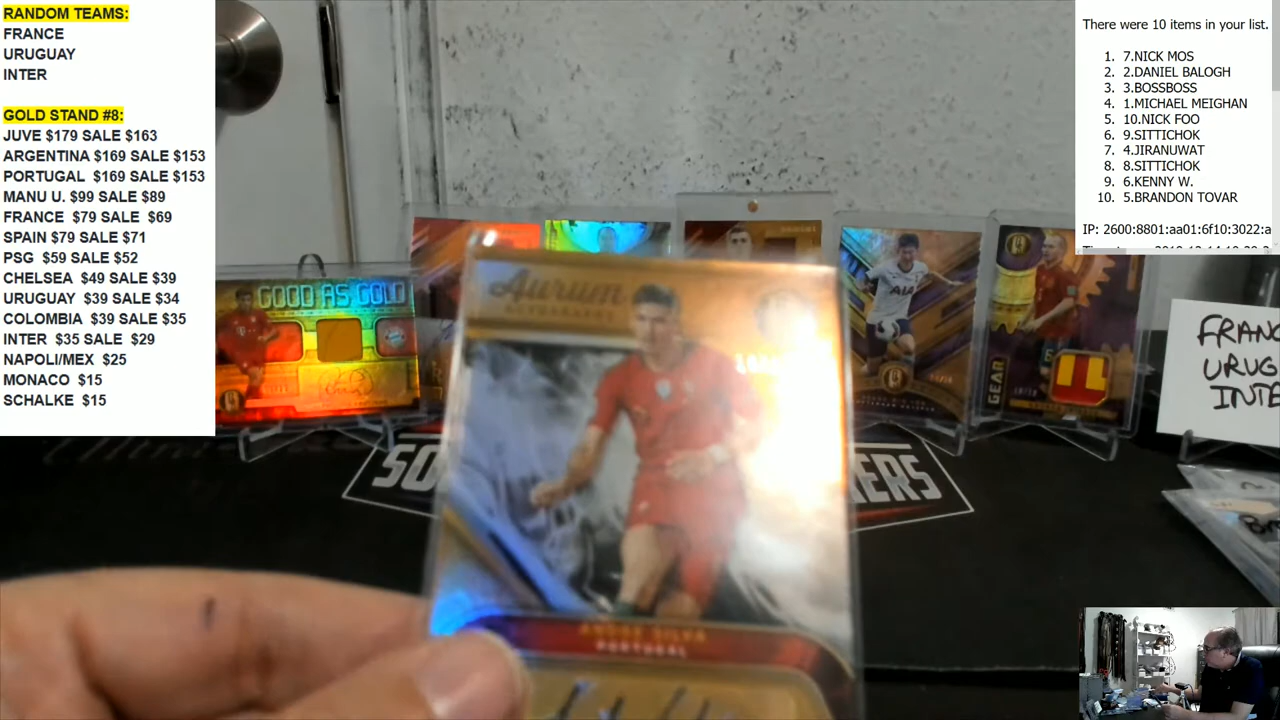 RANDOM TEAMS:
FRANCE
URUGUAY
INTER
GOLD STAND #8:
JUVE $179 SALE $163
ARGENTINA $169 SALE $153
PORTUGAL $169 SALE $153
MANU U. $99 SALE $89
FRANCE $79 SALE $69
SPAIN $79 SALE $71
PSG $59 SALE $52
CHELSEA $49 SALE $39
URUGUAY $39 SALE $34
COLOMBIA $39 SALE $35
INTER $35 SALE $29
NAPOLI/MEX $25
MONACO $15
SCHALKE $15
There were 10 items in your list.
1. 7.NICK MOS
2. 2.DANIEL BALOGH
3. 3.BOSSBOSS
4. 1.MICHAEL MEIGHAN
5. 10.NICK FOO
6. 9.SITTICHOK
7. 4.JIRANUWAT
8. 8.SITTICHOK
9. 6.KENNY W.
10. 5.BRANDON TOVAR
IP: 2600:8801:aa01:6f10:3022:a
GOOD AS GOLD
Aurum
AUTOGRAPHS
ANDRE SILVA
PORTUGAL
AIA
GEAR
FRANC
URUG
INTE